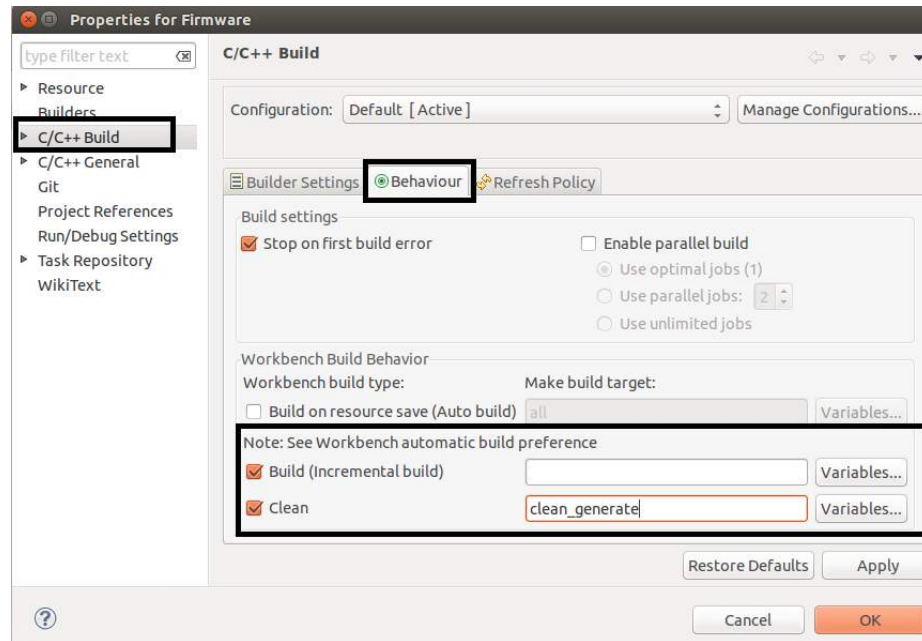 Properties for Firmware
type filter text
Resource
Builders
C/C++ Build
C/C++ General
Git
Project References
Run/Debug Settings
Task Repository
WikiText
C/C++ Build
Configuration: Default [Active] Manage Configurations...
Builder Settings Behaviour Refresh Policy
Build settings
Stop on first build error Enable parallel build
Use optimal jobs (1)
Use parallel jobs: 2
Use unlimited jobs
Workbench Build Behavior
Workbench build type: Make build target:
Build on resource save (Auto build) all Variables...
Note: See Workbench automatic build preference
Build (Incremental build) Variables...
Clean clean_generate Variables...
Restore Defaults Apply
? Cancel OK